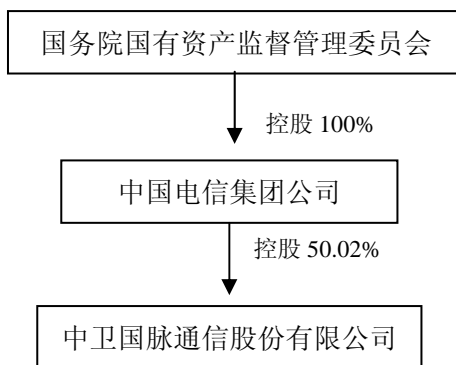 国务院国有资产监督管理委员会
控股 100%
中国电信集团公司
控股 50.02%
中卫国脉通信股份有限公司